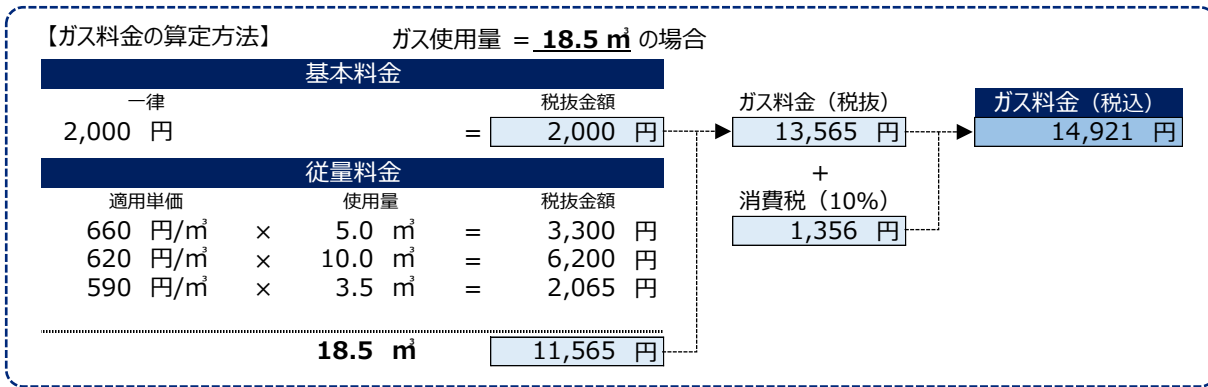 【ガス料金の算定方法】 ガス使用量 = 18.5 ㎥ の場合
基本料金
一律 税抜金額
2,000 円 = 2,000 円
従量料金
適用単価 使用量 税抜金額
660 円/㎥ × 5.0 ㎥ = 3,300 円
620 円/㎥ × 10.0 ㎥ = 6,200 円
590 円/㎥ × 3.5 ㎥ = 2,065 円
18.5 ㎥ 11,565 円
ガス料金（税抜）
13,565 円
+
消費税（10%）
1,356 円
ガス料金（税込）
14,921 円